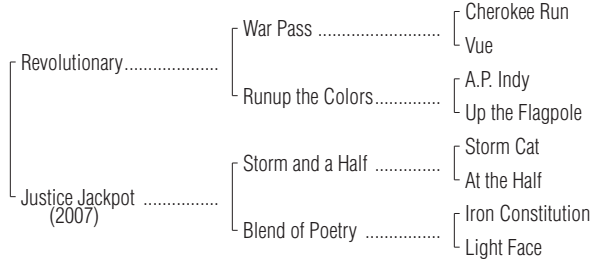 Cherokee Run
War Pass ..........................
Vue
Revolutionary....................
A.P. Indy
Runup the Colors..............
Up the Flagpole
Storm Cat
Storm and a Half ..............
At the Half
Justice Jackpot ................
(2007)
Iron Constitution
Blend of Poetry ................
Light Face